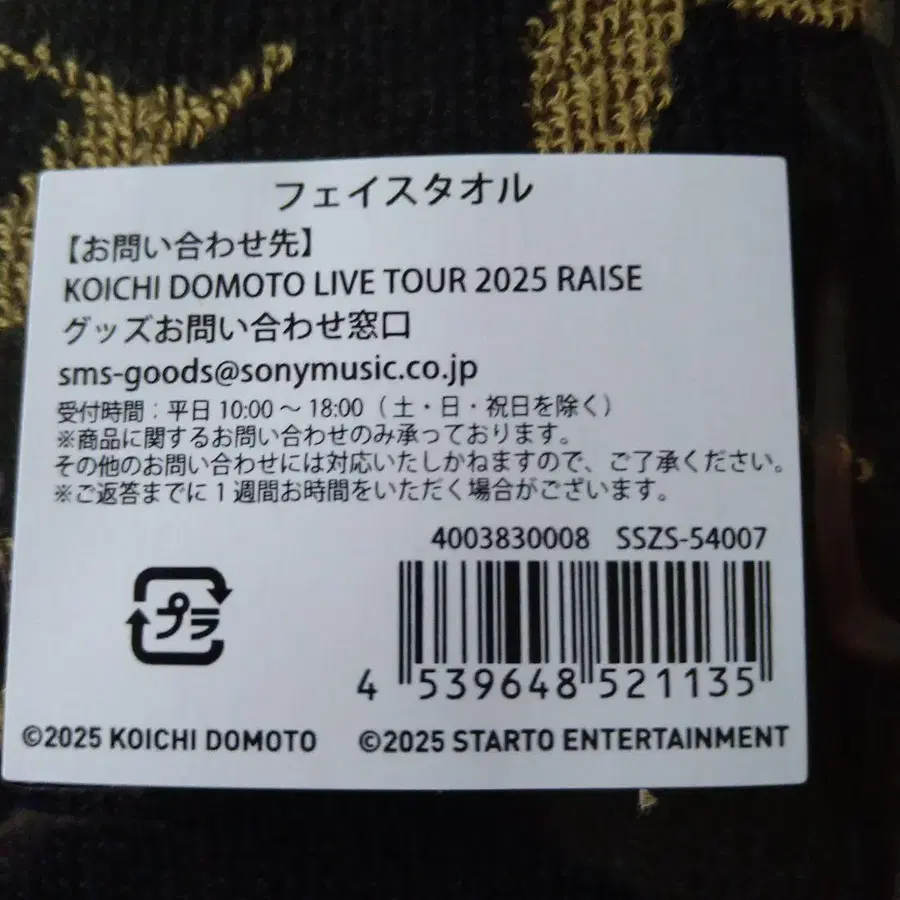 フェイスタオル
【お問い合わせ先】
KOICHI DOMOTO LIVE TOUR 2025 RAISE
グッズお問い合わせ窓口
sms-goods@sonymusic.co.jp
受付時間：平日 10:00 ～ 18:00（土・日・祝日を除く）
※商品に関するお問い合わせのみ承っております。
その他のお問い合わせには対応いたしかねますので、ご了承ください。
※ご返答までに 1 週間お時間をいただく場合がございます。
4003830008 SSZS-54007
プラ
4 539648 521135
©2025 KOICHI DOMOTO ©2025 STARTO ENTERTAINMENT